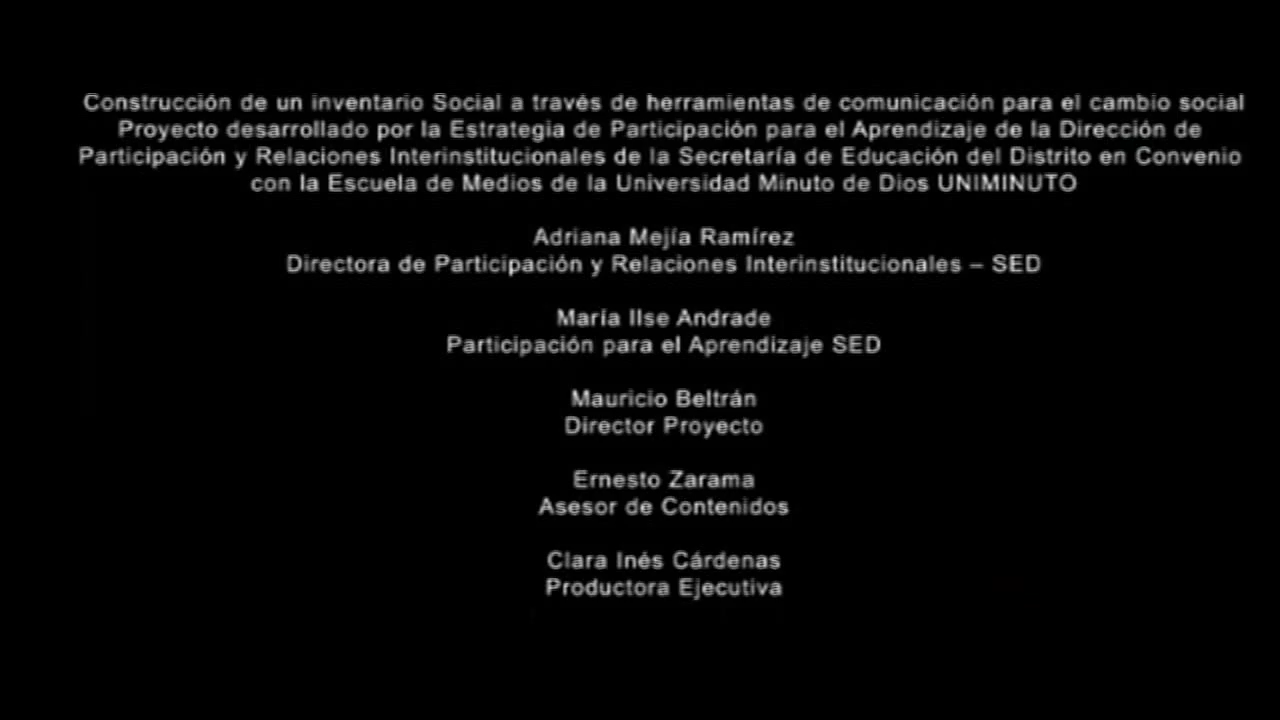 Construcción de un inventario Social a través de herramientas de comunicación para el cambio social
Proyecto desarrollado por la Estrategia de Participación para el Aprendizaje de la Dirección de
Participación y Relaciones Interinstitucionales de la Secretaría de Educación del Distrito en Convenio
con la Escuela de Medios de la Universidad Minuto de Dios UNIMINUTO
Adriana Mejía Ramírez
Directora de Participación y Relaciones Interinstitucionales – SED
María Ilse Andrade
Participación para el Aprendizaje SED
Mauricio Beltrán
Director Proyecto
Ernesto Zarama
Asesor de Contenidos
Clara Inés Cárdenas
Productora Ejecutiva